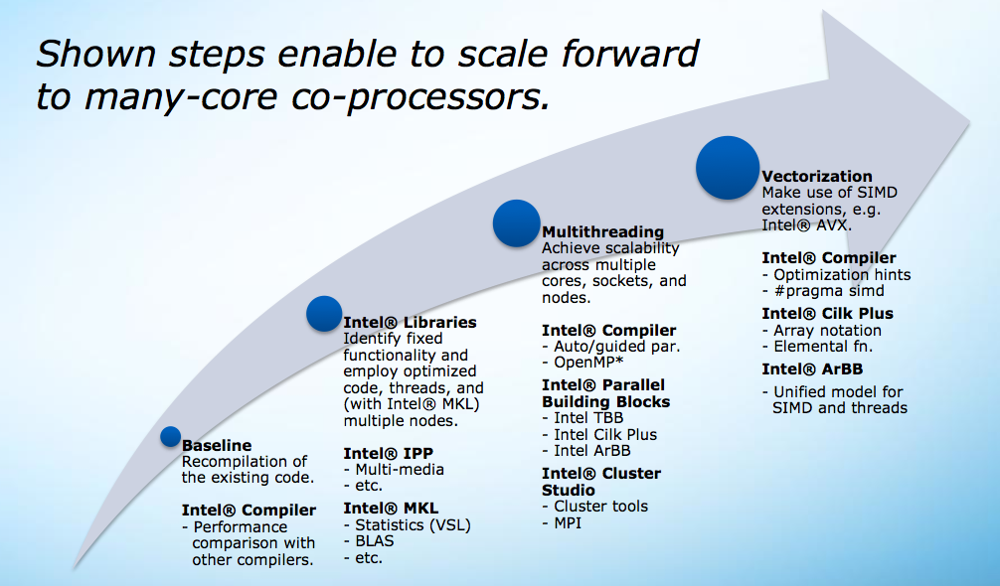 Shown steps enable to scale forward
to many-core co-processors.
Baseline
Recompilation of
the existing code.
Intel® Compiler
- Performance
comparison with
other compilers.
Intel® Libraries
Identify fixed
functionality and
employ optimized
code, threads, and
(with Intel® MKL)
multiple nodes.
Intel® IPP
- Multi-media
- etc.
Intel® MKL
- Statistics (VSL)
- BLAS
- etc.
Multithreading
Achieve scalability
across multiple
cores, sockets, and
nodes.
Intel® Compiler
- Auto/guided par.
- OpenMP*
Intel® Parallel
Building Blocks
- Intel TBB
- Intel Cilk Plus
- Intel ArBB
Intel® Cluster
Studio
- Cluster tools
- MPI
Vectorization
Make use of SIMD
extensions, e.g.
Intel® AVX.
Intel® Compiler
- Optimization hints
- #pragma simd
Intel® Cilk Plus
- Array notation
- Elemental fn.
Intel® ArBB
- Unified model for
SIMD and threads